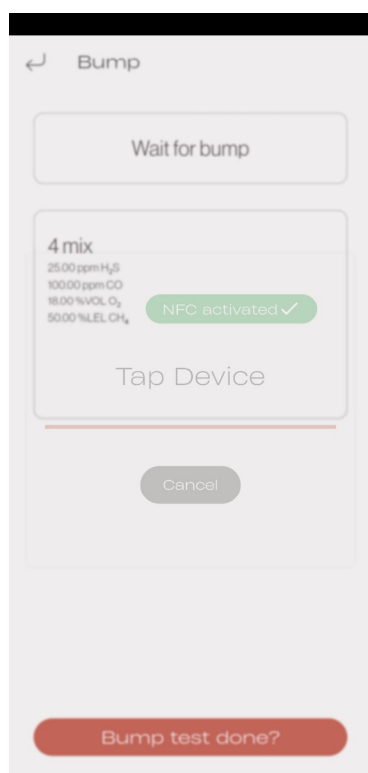 Bump
Wait for bump
4 mix
25.00 ppm H₂S
100.00 ppm CO
18.00 %VOL O₂
50.00 %LEL CH₄
NFC activated ✓
Tap Device
Cancel
Bump test done?